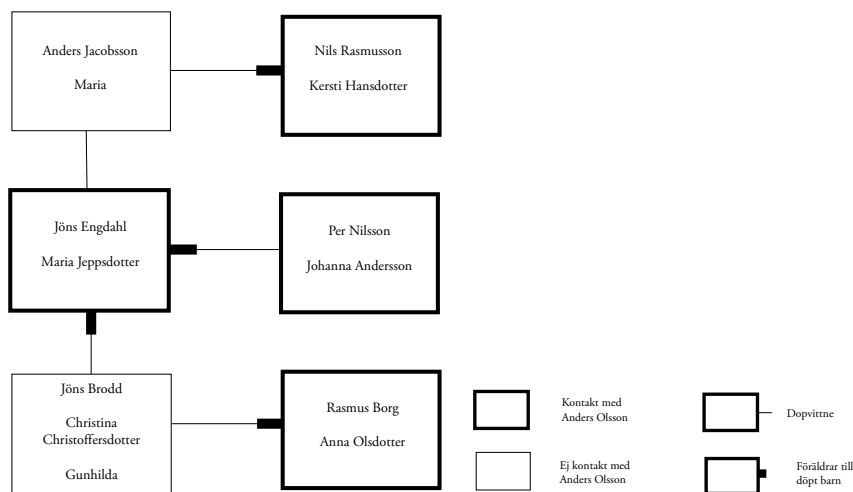 Anders Jacobsson
Maria
Nils Rasmusson
Kersti Hansdotter
Jöns Engdahl
Maria Jeppsdotter
Per Nilsson
Johanna Andersson
Jöns Brodd
Christina
Christoffersdotter
Gunhilda
Rasmus Borg
Anna Olsdotter
Kontakt med
Anders Olsson
Dopvittne
Ej kontakt med
Anders Olsson
Föräldrar till
döpt barn